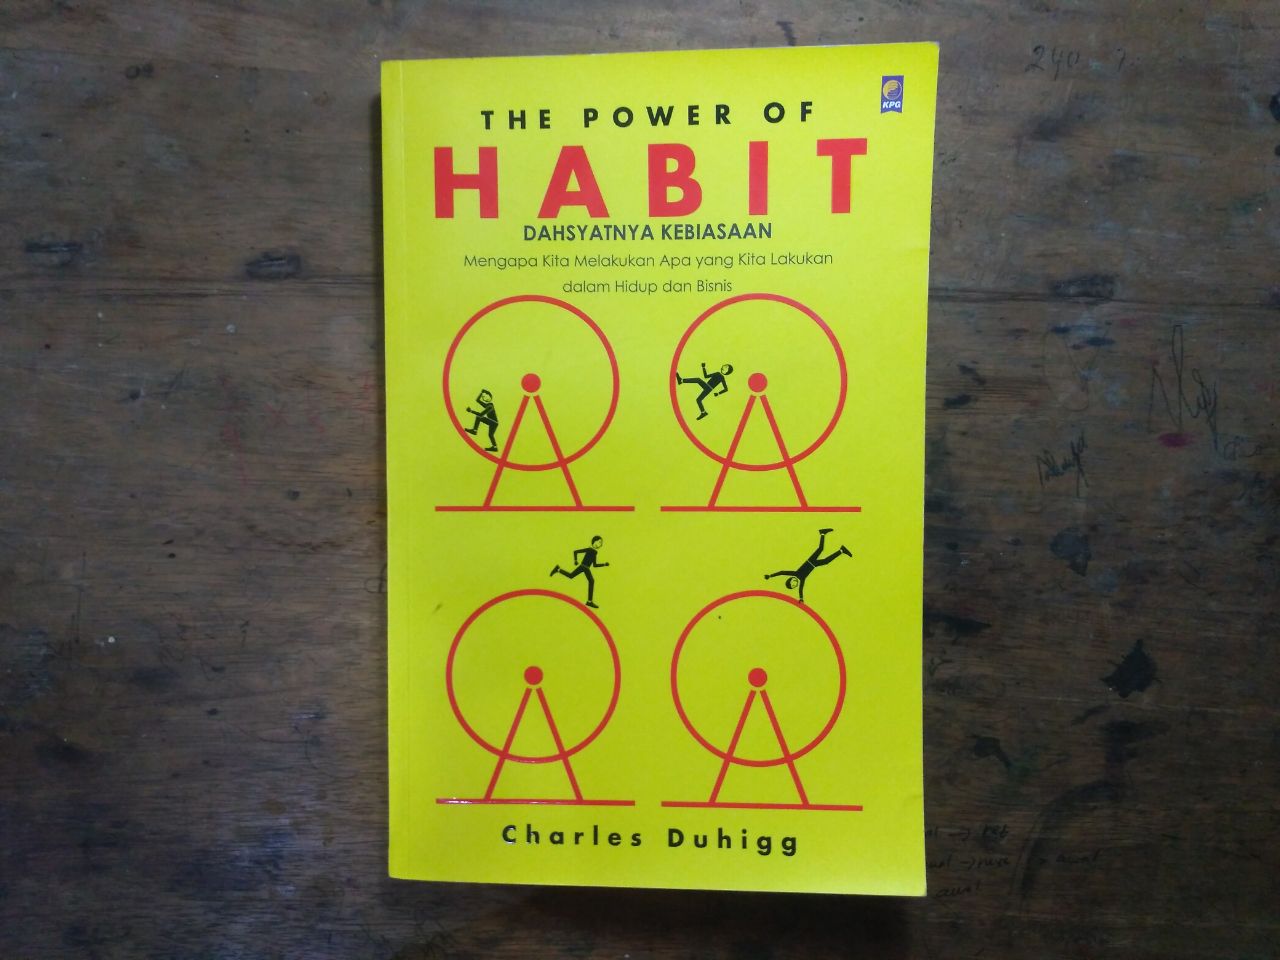 THE POWER OF
HABIT
DAHSYATNYA KEBIASAAN
Mengapa Kita Melakukan Apa yang Kita Lakukan
dalam Hidup dan Bisnis
KPG
Charles Duhigg
240